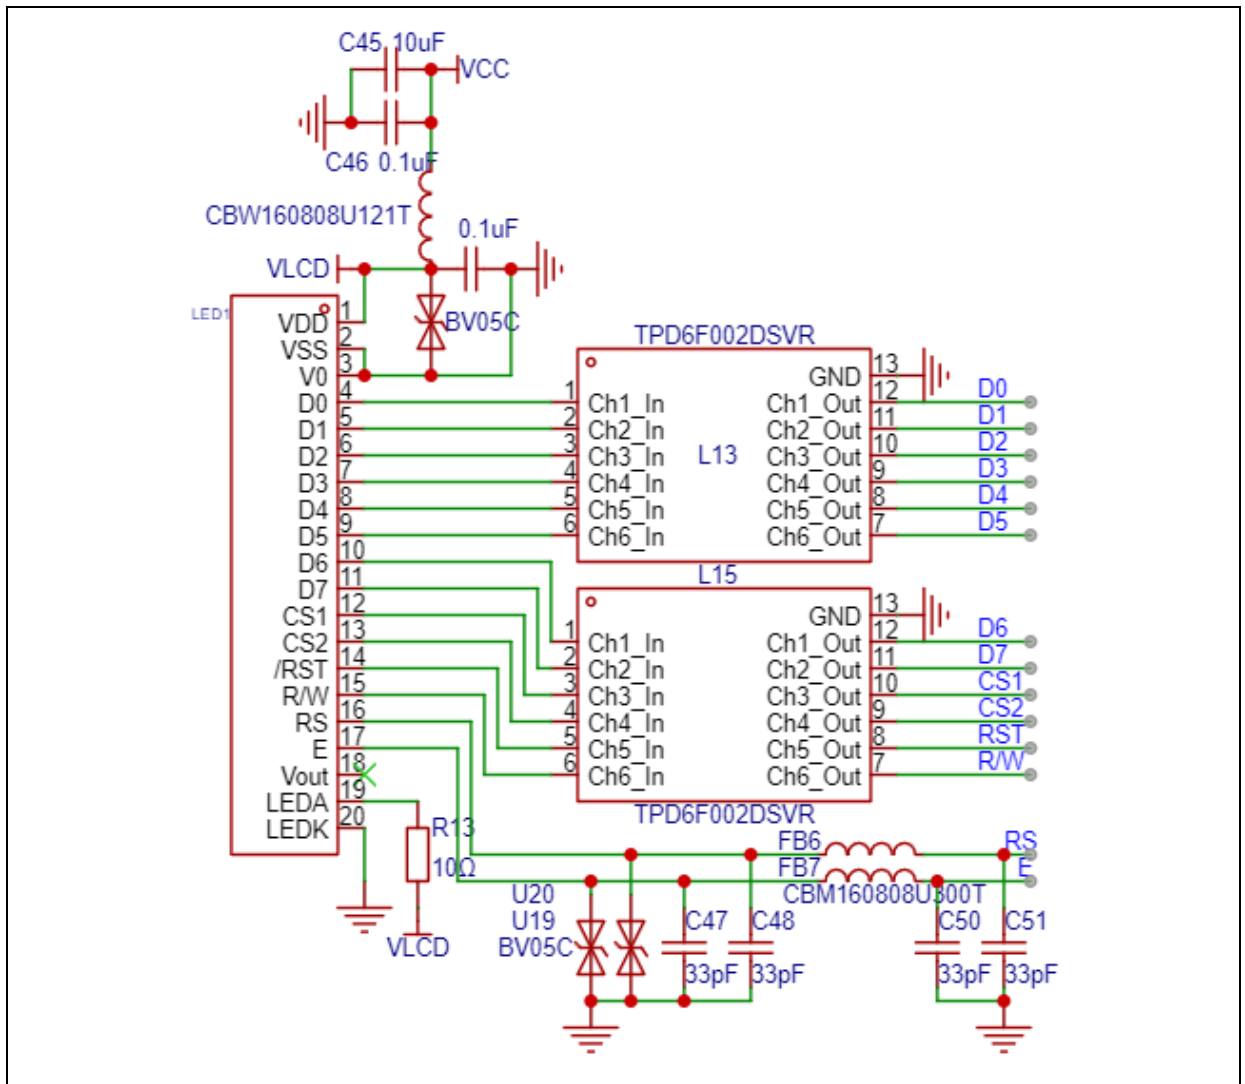 C45 10uF
VCC
C46 0.1uF
CBW160808U121T
0.1uF
VLCD
LED1
BV05C
VDD 1
VSS 2
V0 3
D0 4
D1 5
D2 6
D3 7
D4 8
D5 9
D6 10
D7 11
CS1 12
CS2 13
/RST 14
R/W 15
RS 16
E 17
Vout 18
LEDA 19
LEDK 20
TPD6F002DSVR
GND 13
1 Ch1_In Ch1_Out 12 D0
2 Ch2_In Ch2_Out 11 D1
3 Ch3_In L13 Ch3_Out 10 D2
4 Ch4_In Ch4_Out 9 D3
5 Ch5_In Ch5_Out 8 D4
6 Ch6_In Ch6_Out 7 D5
L15
GND 13
1 Ch1_In Ch1_Out 12 D6
2 Ch2_In Ch2_Out 11 D7
3 Ch3_In Ch3_Out 10 CS1
4 Ch4_In Ch4_Out 9 CS2
5 Ch5_In Ch5_Out 8 RST
6 Ch6_In Ch6_Out 7 R/W
TPD6F002DSVR
R13
10Ω
VLCD
FB6 RS
FB7 E
CBM160808U300T
U20
U19
BV05C
C47 C48 C50 C51
33pF 33pF 33pF 33pF